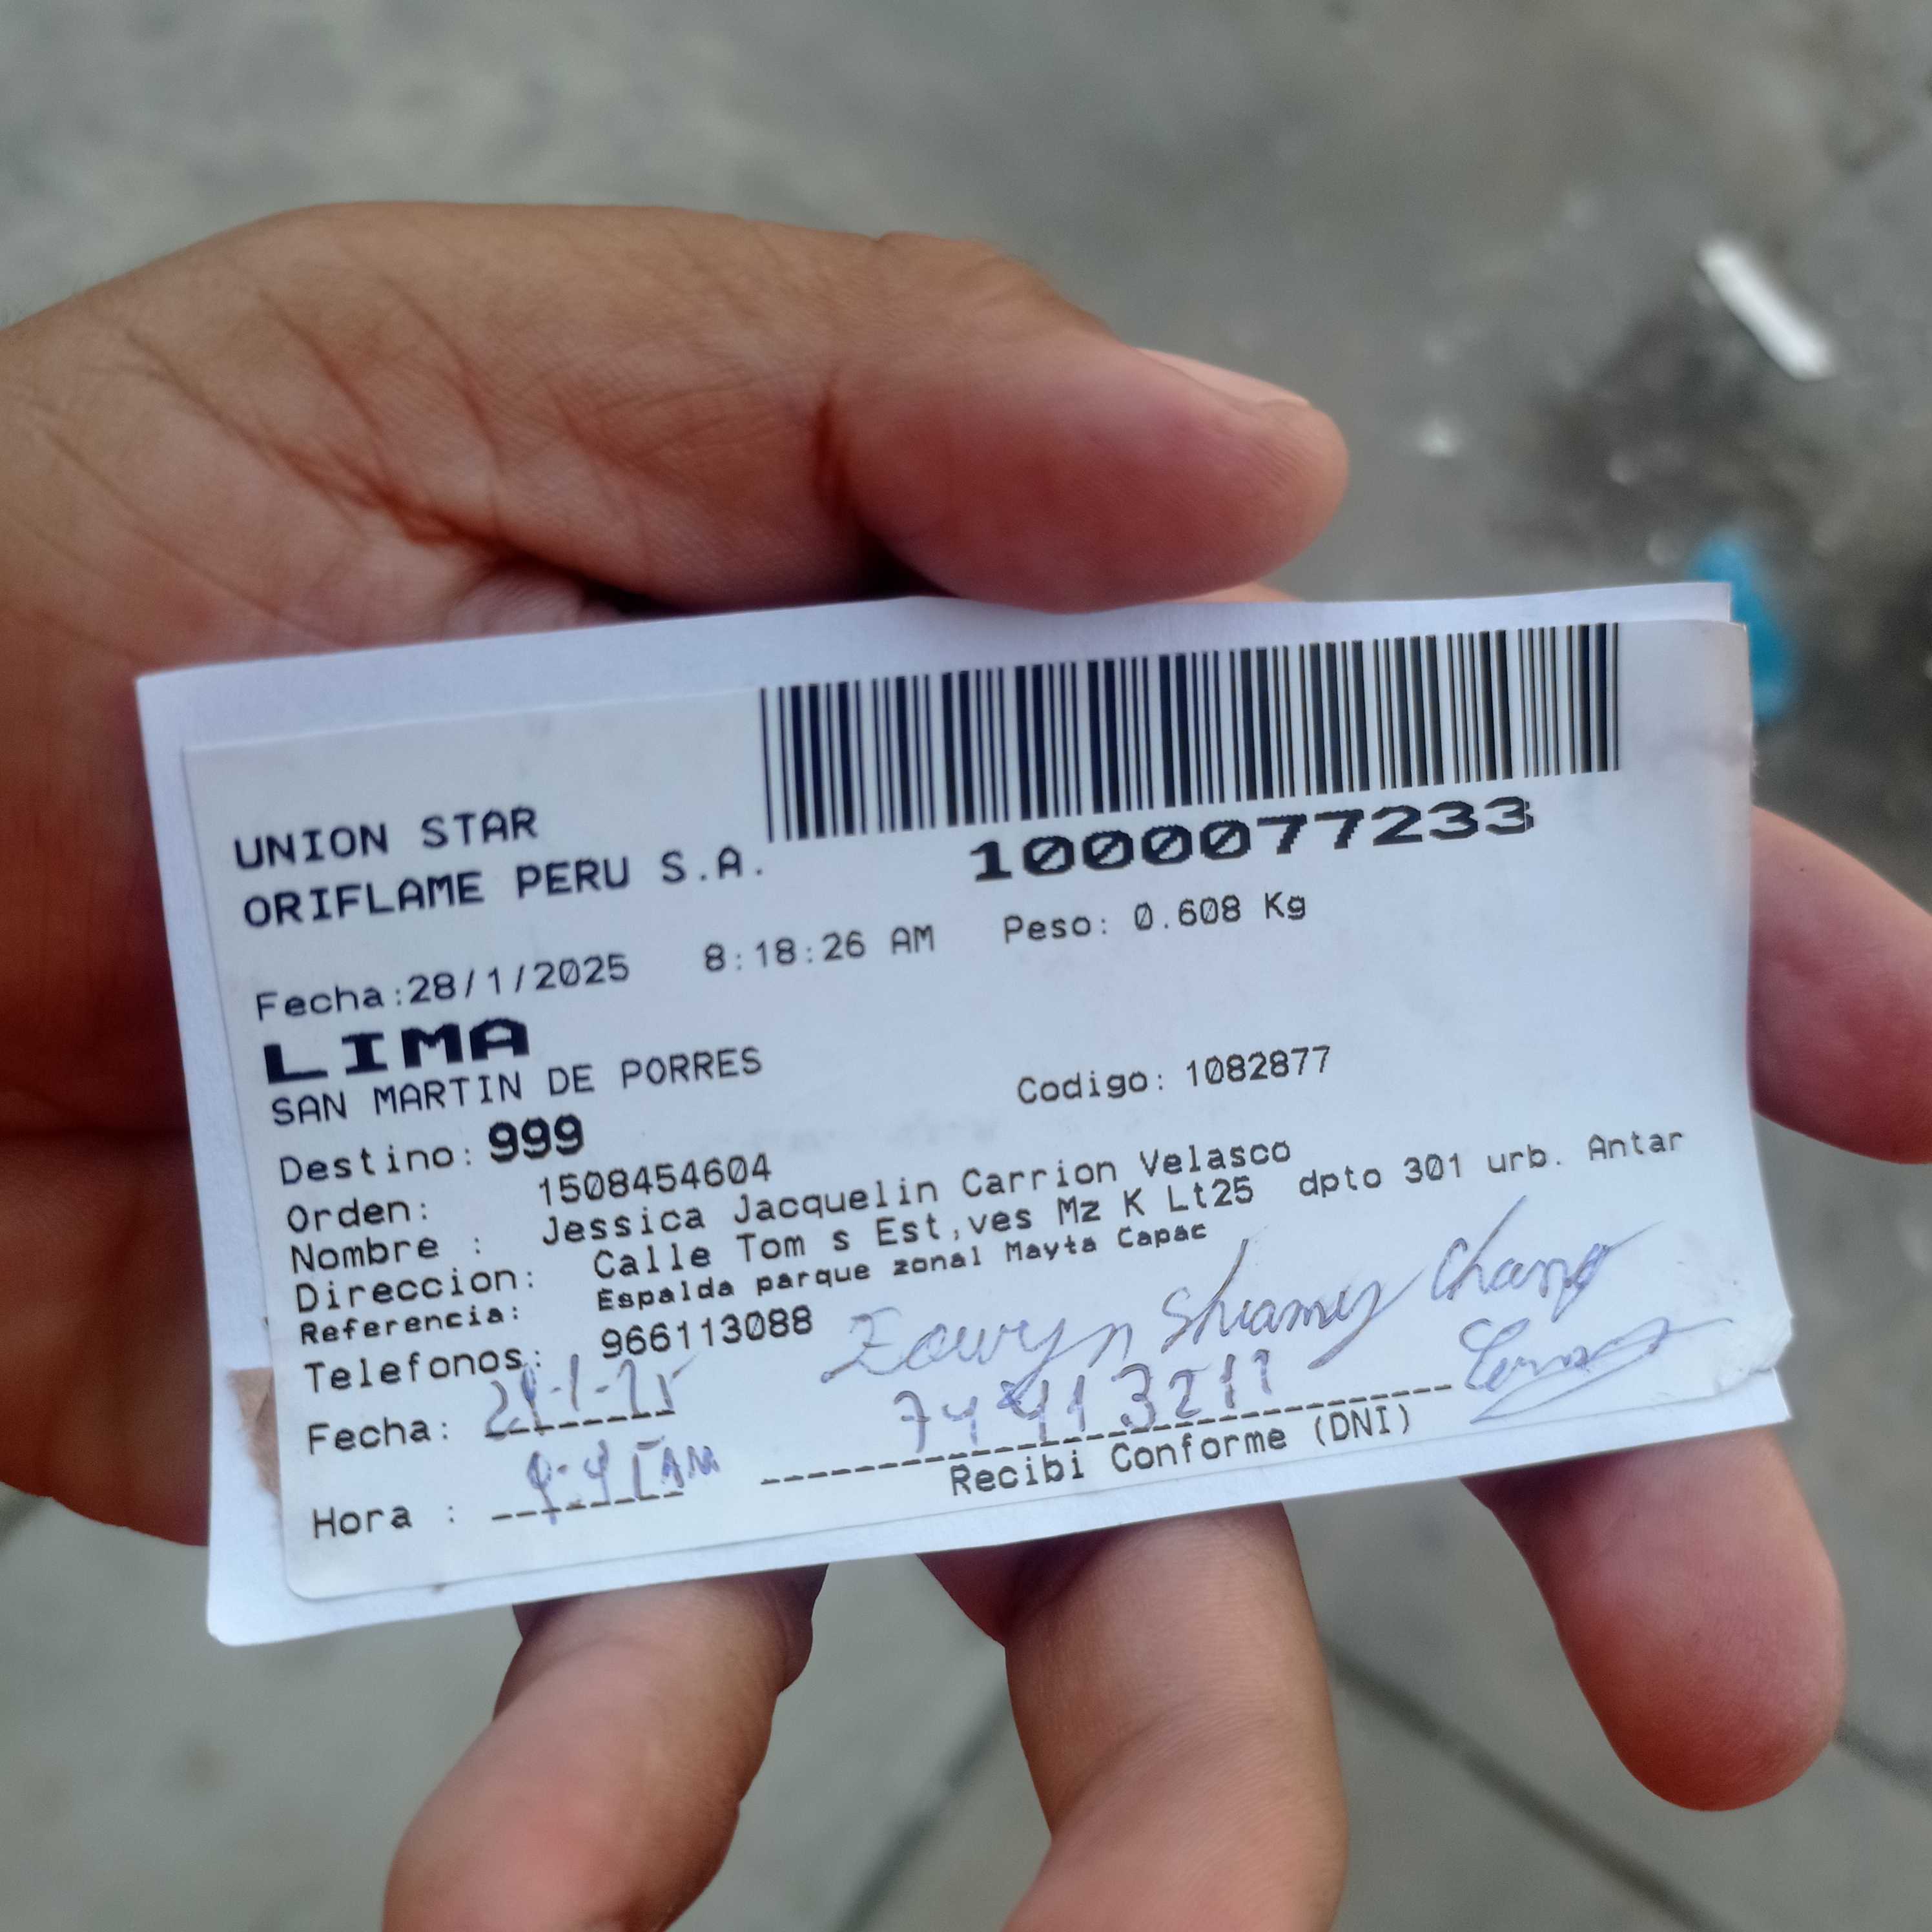 UNION STAR
ORIFLAME PERU S.A.
1000077233
Fecha:28/1/2025 8:18:26 AM Peso: 0.608 Kg
LIMA
SAN MARTIN DE PORRES
Destino: 999 Codigo: 1082877
Orden: 1508454604
Nombre : Jessica Jacquelin Carrion Velasco
Direccion: Calle Tom s Est,ves Mz K Lt25 dpto 301 urb. Antar
Referencia: Espalda parque zonal Mayta Capac
Telefonos: 966113088
Shiamey Chang
Fecha:
Recibi Conforme (DNI)
Hora :